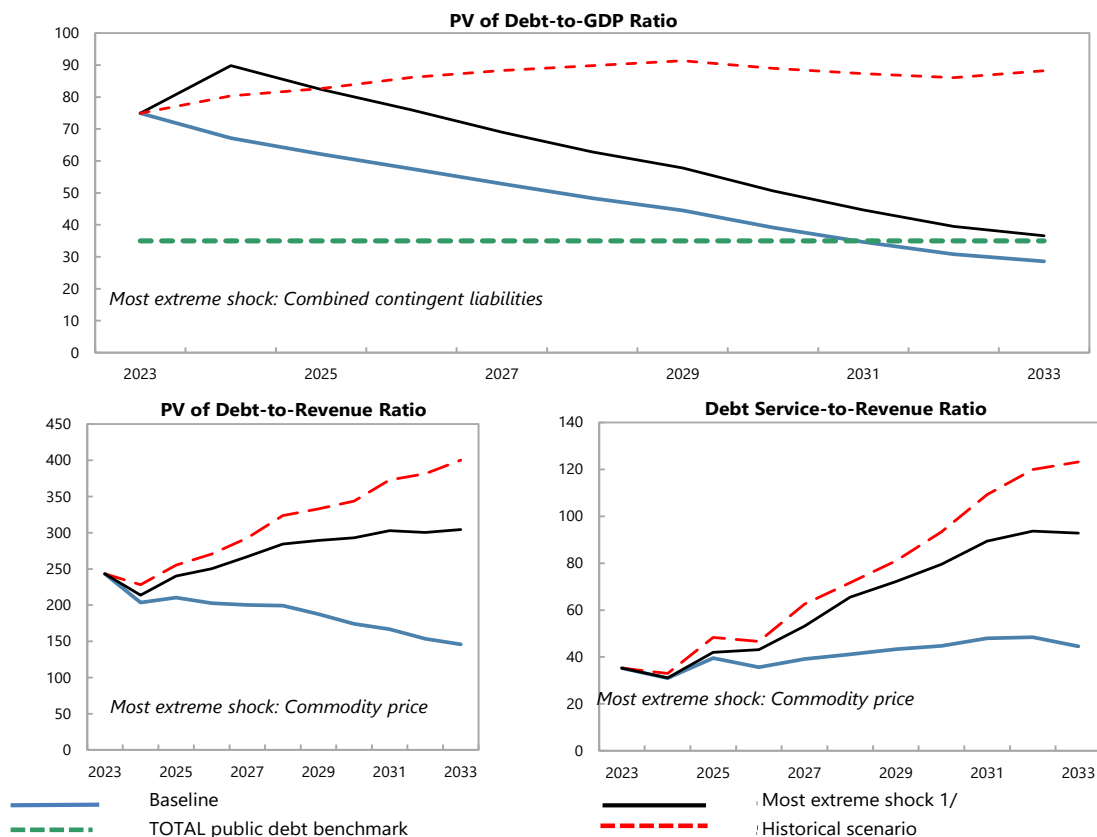 PV of Debt-to-GDP Ratio
100
90
80
70
60
50
40
30
20
10
0
Most extreme shock: Combined contingent liabilities
2023 2025 2027 2029 2031 2033
PV of Debt-to-Revenue Ratio
450
400
350
300
250
200
150
100
50
0
Most extreme shock: Commodity price
2023 2025 2027 2029 2031 2033
Debt Service-to-Revenue Ratio
140
120
100
80
60
40
20
0
Most extreme shock: Commodity price
2023 2025 2027 2029 2031 2033
Baseline
Most extreme shock 1/
TOTAL public debt benchmark
Historical scenario